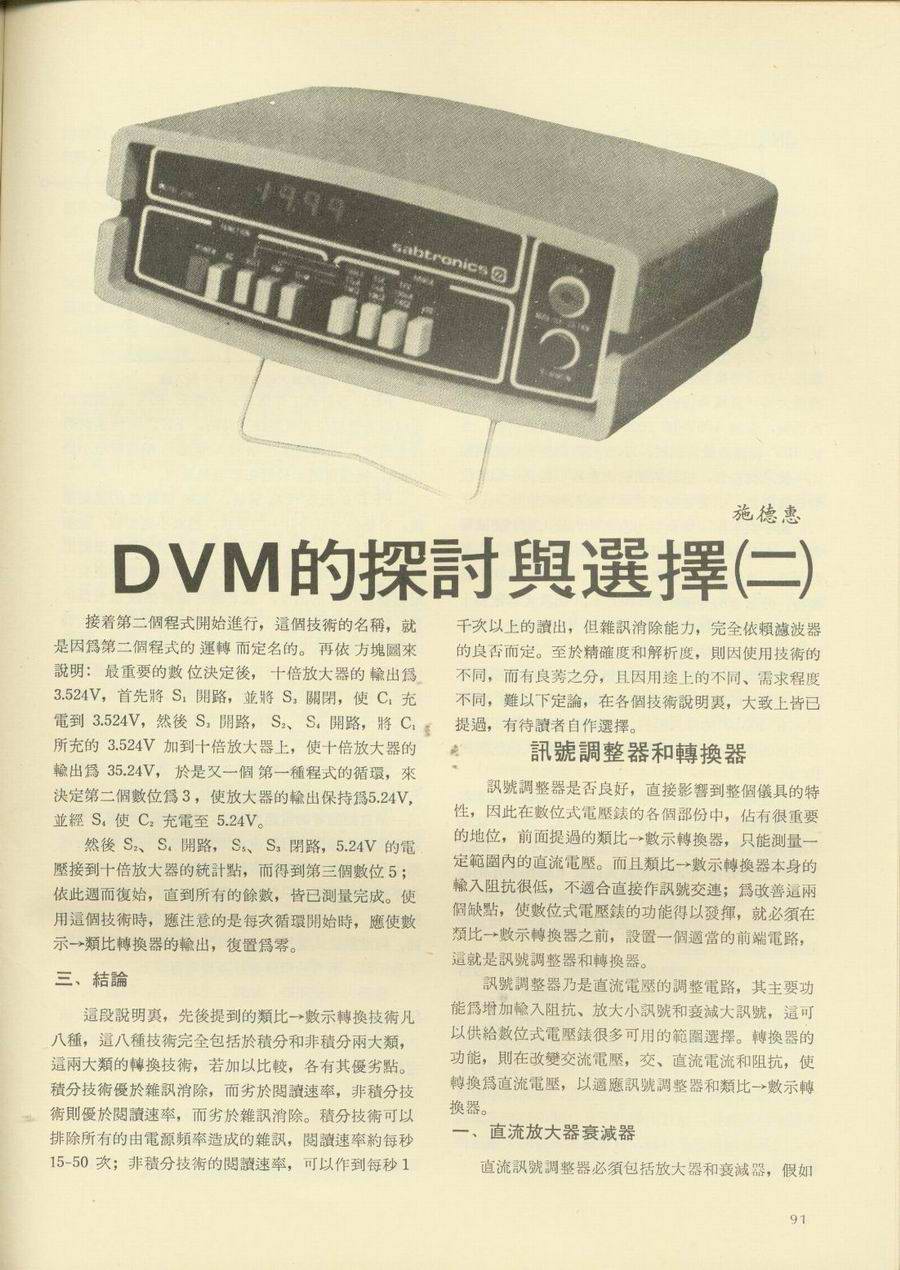 19.99
sabtronics
FUNCTION
POWER
施德惠
DVM的探討與選擇㈡
接着第二個程式開始進行，這個技術的名稱，就
是因爲第二個程式的運轉而定名的。再依方塊圖來
說明：最重要的數位決定後，十倍放大器的輸出爲
3.524V，首先將 S₁ 開路，並將 S₃ 關閉，使 C₁ 充
電到 3.524V，然後 S₃ 開路， S₂、 S₄ 開路，將 C₁
所充的 3.524V 加到十倍放大器上，使十倍放大器的
輸出爲 35.24V， 於是又一個第一種程式的循環，來
決定第二個數位爲 3 ，使放大器的輸出保持爲5.24V,
並經 S₄ 使 C₂ 充電至 5.24V。
然後 S₂、 S₄ 開路， S₅、 S₃ 閉路，5.24V 的電
壓接到十倍放大器的統計點，而得到第三個數位 5 ；
依此週而復始，直到所有的餘數，皆已測量完成。使
用這個技術時，應注意的是每次循環開始時，應使數
示→類比轉換器的輸出，復置爲零。
三、結論
這段說明裏，先後提到的類比→數示轉換技術凡
八種，這八種技術完全包括於積分和非積分兩大類，
這兩大類的轉換技術，若加以比較，各有其優劣點。
積分技術優於雜訊消除，而劣於閱讀速率，非積分技
術則優於閱讀速率，而劣於雜訊消除。積分技術可以
排除所有的由電源頻率造成的雜訊，閱讀速率約每秒
15-50 次；非積分技術的閱讀速率，可以作到每秒 1
千次以上的讀出，但雜訊消除能力，完全依賴濾波器
的良否而定。至於精確度和解析度，則因使用技術的
不同，而有良莠之分，且因用途上的不同、需求程度
不同，難以下定論，在各個技術說明裏，大致上皆已
提過，有待讀者自作選擇。
訊號調整器和轉換器
訊號調整器是否良好，直接影響到整個儀具的特
性，因此在數位式電壓錶的各個部份中，佔有很重要
的地位，前面提過的類比→數示轉換器，只能測量一
定範圍內的直流電壓。而且類比→數示轉換器本身的
輸入阻抗很低，不適合直接作訊號交連；爲改善這兩
個缺點，使數位式電壓錶的功能得以發揮，就必須在
類比→數示轉換器之前，設置一個適當的前端電路，
這就是訊號調整器和轉換器。
訊號調整器乃是直流電壓的調整電路，其主要功
能爲增加輸入阻抗、放大小訊號和衰減大訊號，這可
以供給數位式電壓錶很多可用的範圍選擇。轉換器的
功能，則在改變交流電壓，交、直流電流和阻抗，使
轉換爲直流電壓，以適應訊號調整器和類比→數示轉
換器。
一、直流放大器衰減器
直流訊號調整器必須包括放大器和衰減器，假如
91